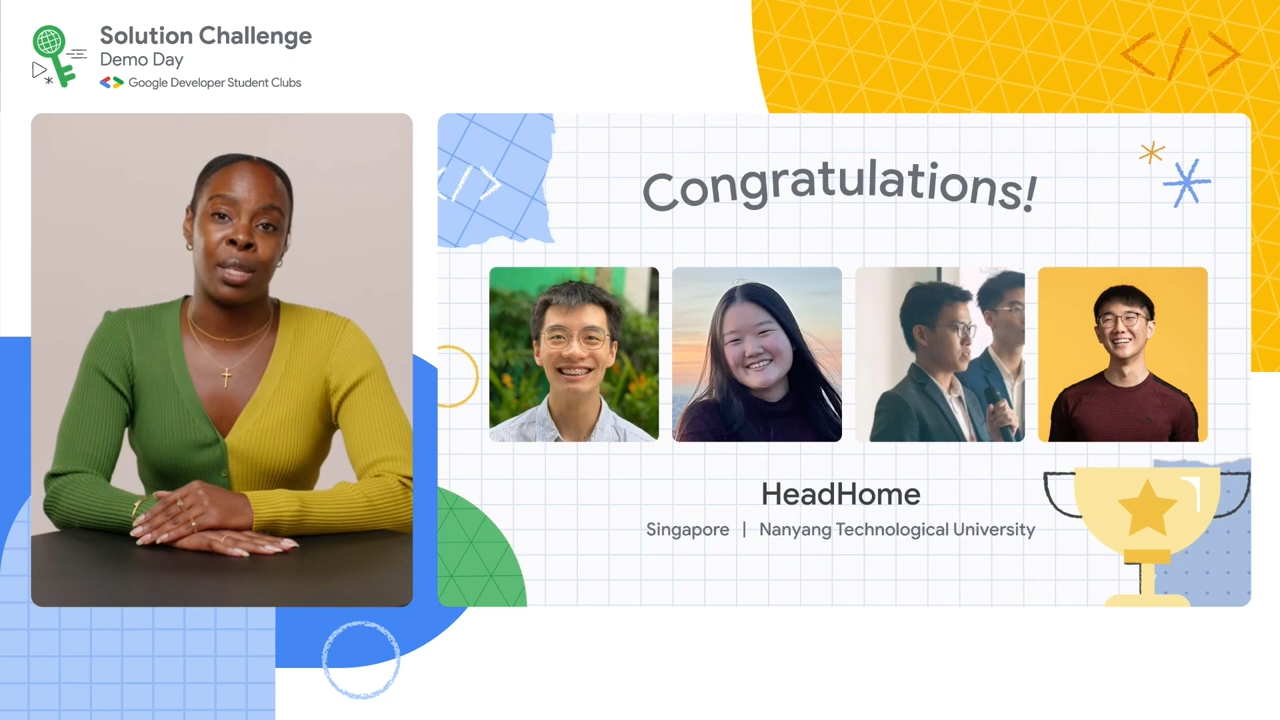 Solution Challenge
Demo Day
Google Developer Student Clubs
</>
</>
Congratulations!
HeadHome
Singapore | Nanyang Technological University